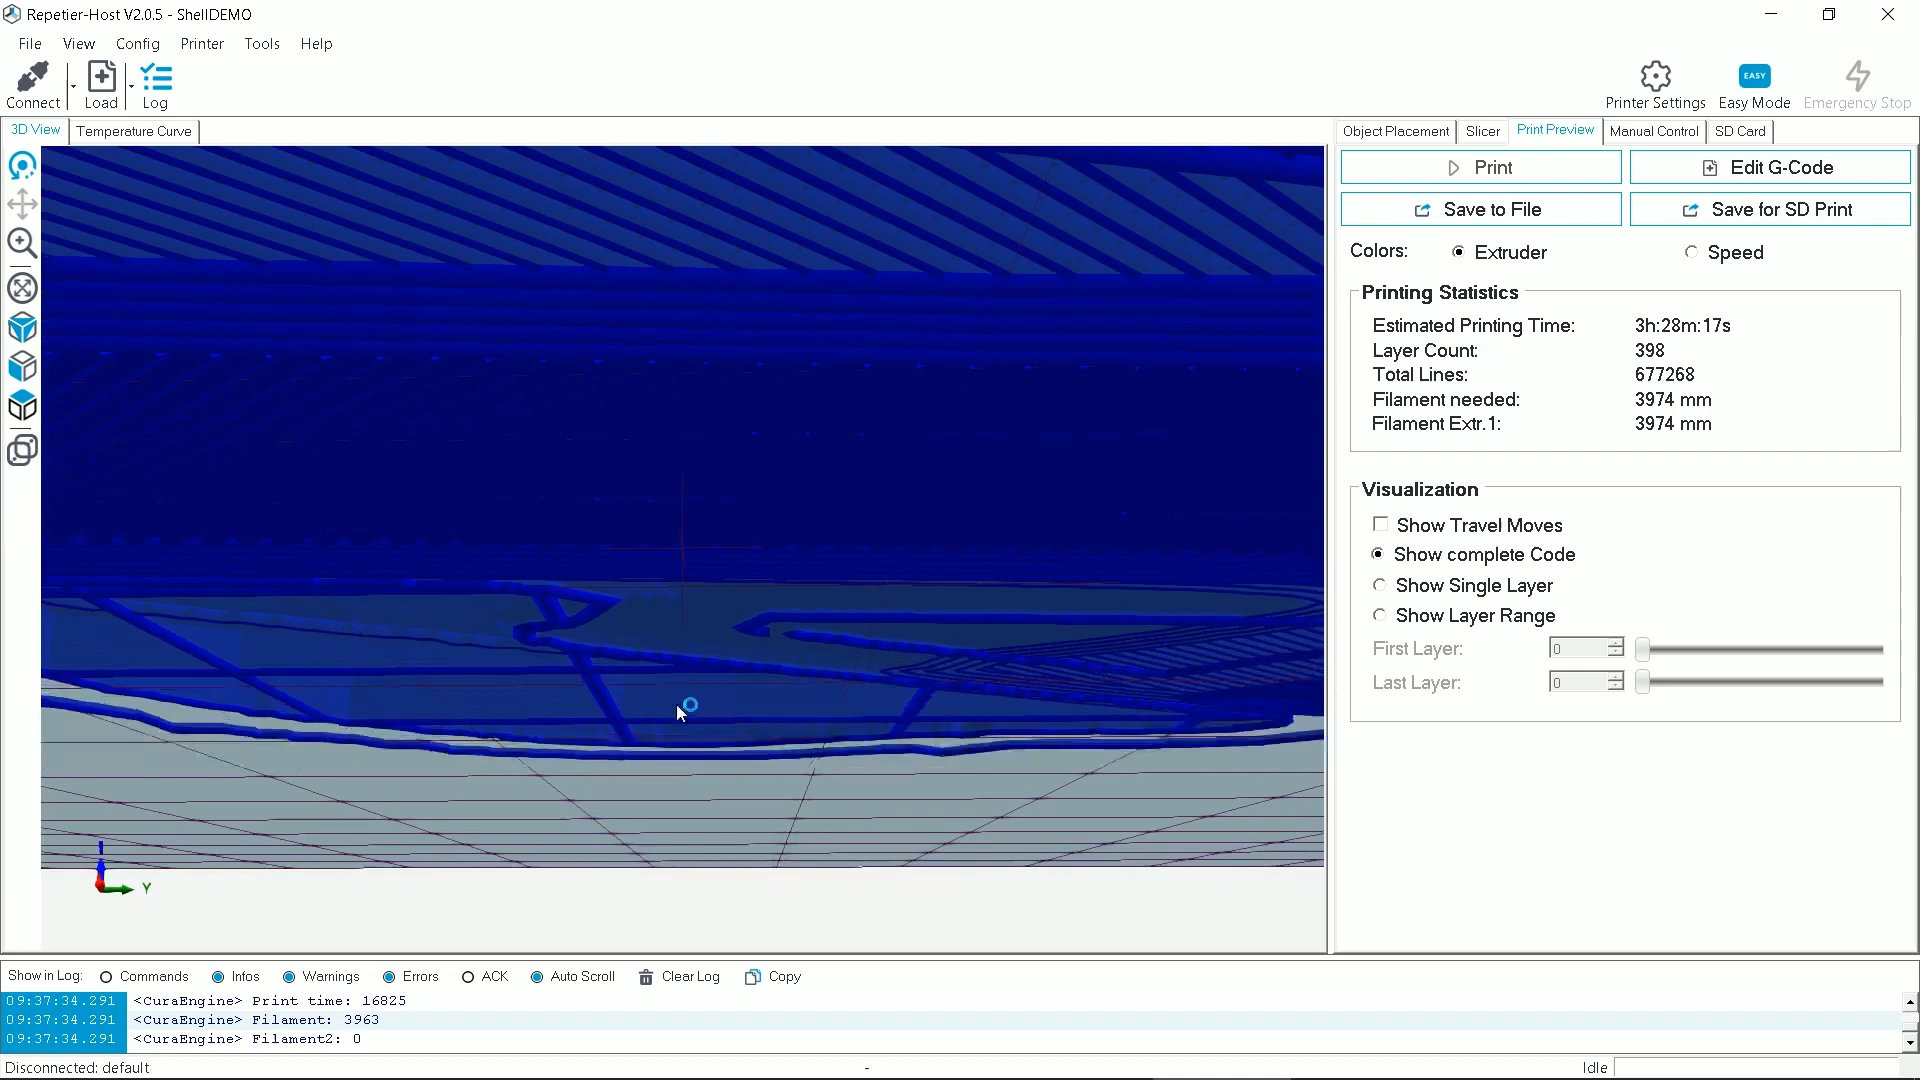 Repetier-Host V2.0.5 - ShellDEMO
File View Config Printer Tools Help
Connect Load Log
EASY
Printer Settings Easy Mode Emergency Stop
3D View Temperature Curve
Object Placement Slicer Print Preview Manual Control SD Card
Print Edit G-Code
Save to File Save for SD Print
Colors: Extruder Speed
Printing Statistics
Estimated Printing Time: 3h:28m:17s
Layer Count: 398
Total Lines: 677268
Filament needed: 3974 mm
Filament Extr.1: 3974 mm
Visualization
Show Travel Moves
Show complete Code
Show Single Layer
Show Layer Range
First Layer: 0
Last Layer: 0
Y
Show in Log: Commands Infos Warnings Errors ACK Auto Scroll Clear Log Copy
09:37:34.291 <CuraEngine> Print time: 16825
09:37:34.291 <CuraEngine> Filament: 3963
09:37:34.291 <CuraEngine> Filament2: 0
Disconnected: default - Idle